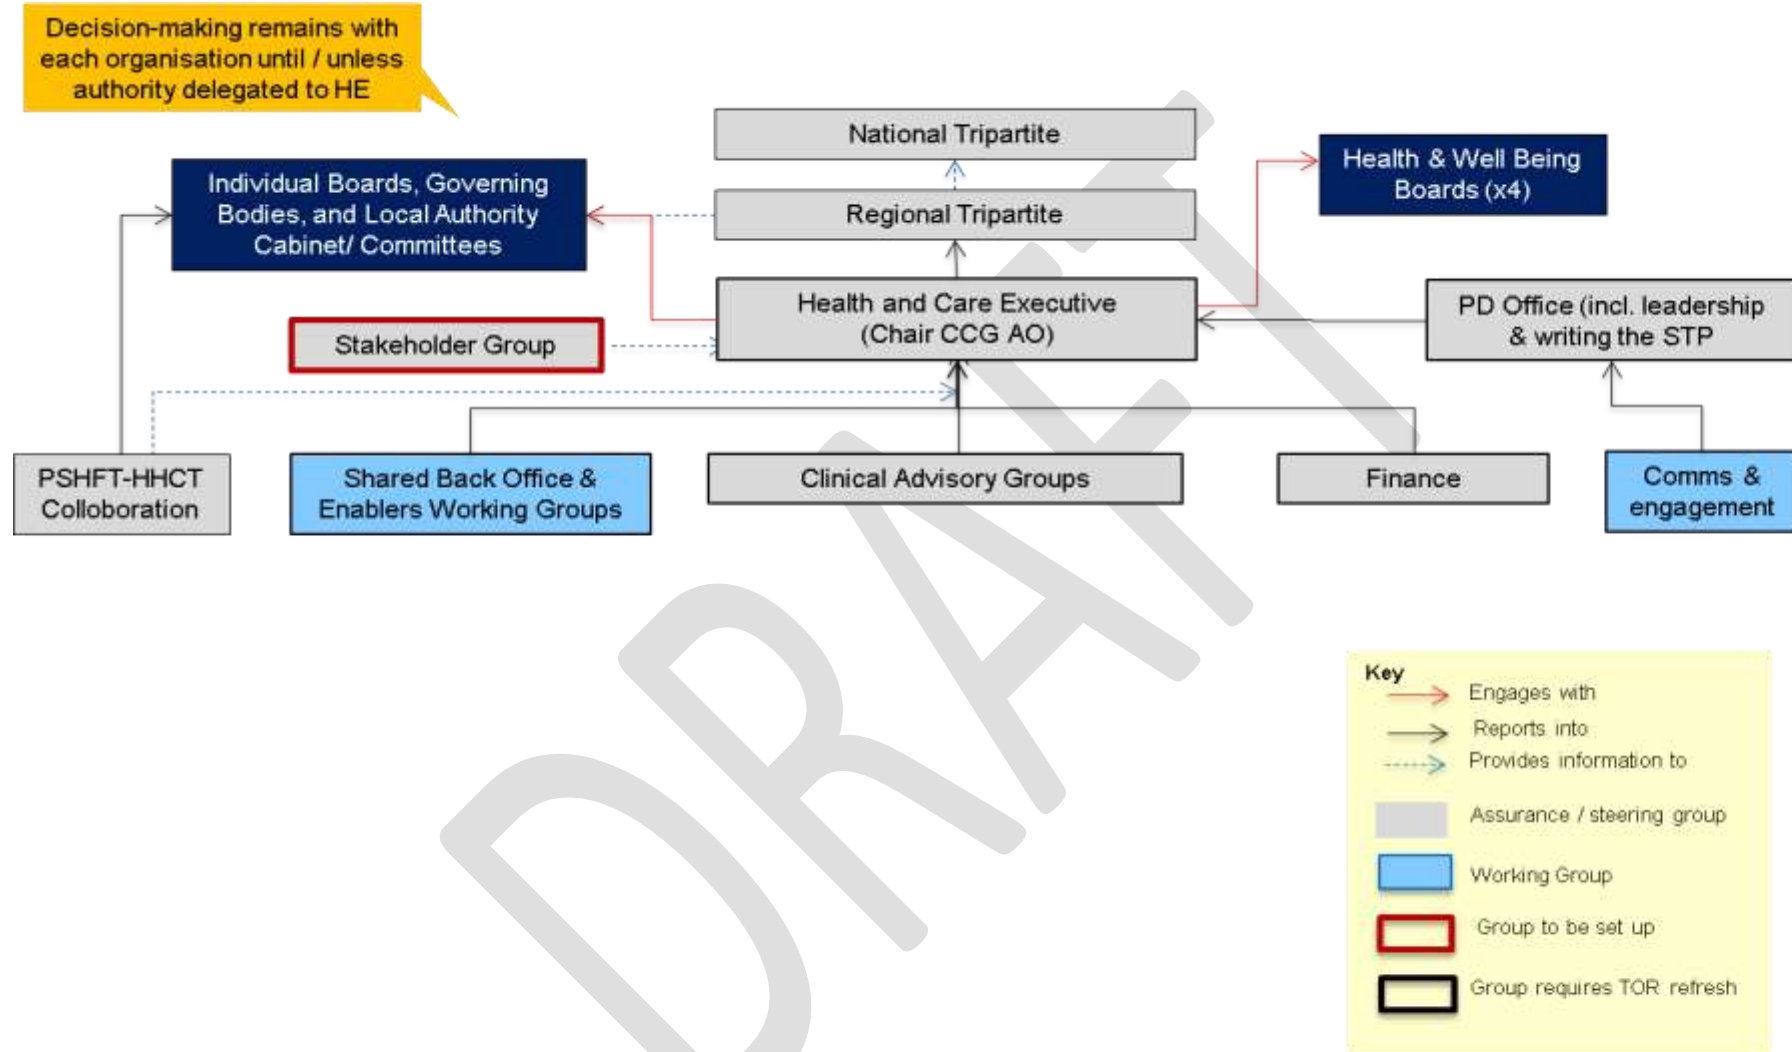 Decision-making remains with
each organisation until / unless
authority delegated to HE
National Tripartite
Health & Well Being
Boards (x4)
Individual Boards, Governing
Bodies, and Local Authority
Cabinet/ Committees
Regional Tripartite
Health and Care Executive
(Chair CCG AO)
PD Office (incl. leadership
& writing the STP
Stakeholder Group
PSHFT-HHCT
Colloboration
Shared Back Office &
Enablers Working Groups
Clinical Advisory Groups
Finance
Comms &
engagement
DRAFT
Key
Engages with
Reports into
Provides information to
Assurance / steering group
Working Group
Group to be set up
Group requires TOR refresh